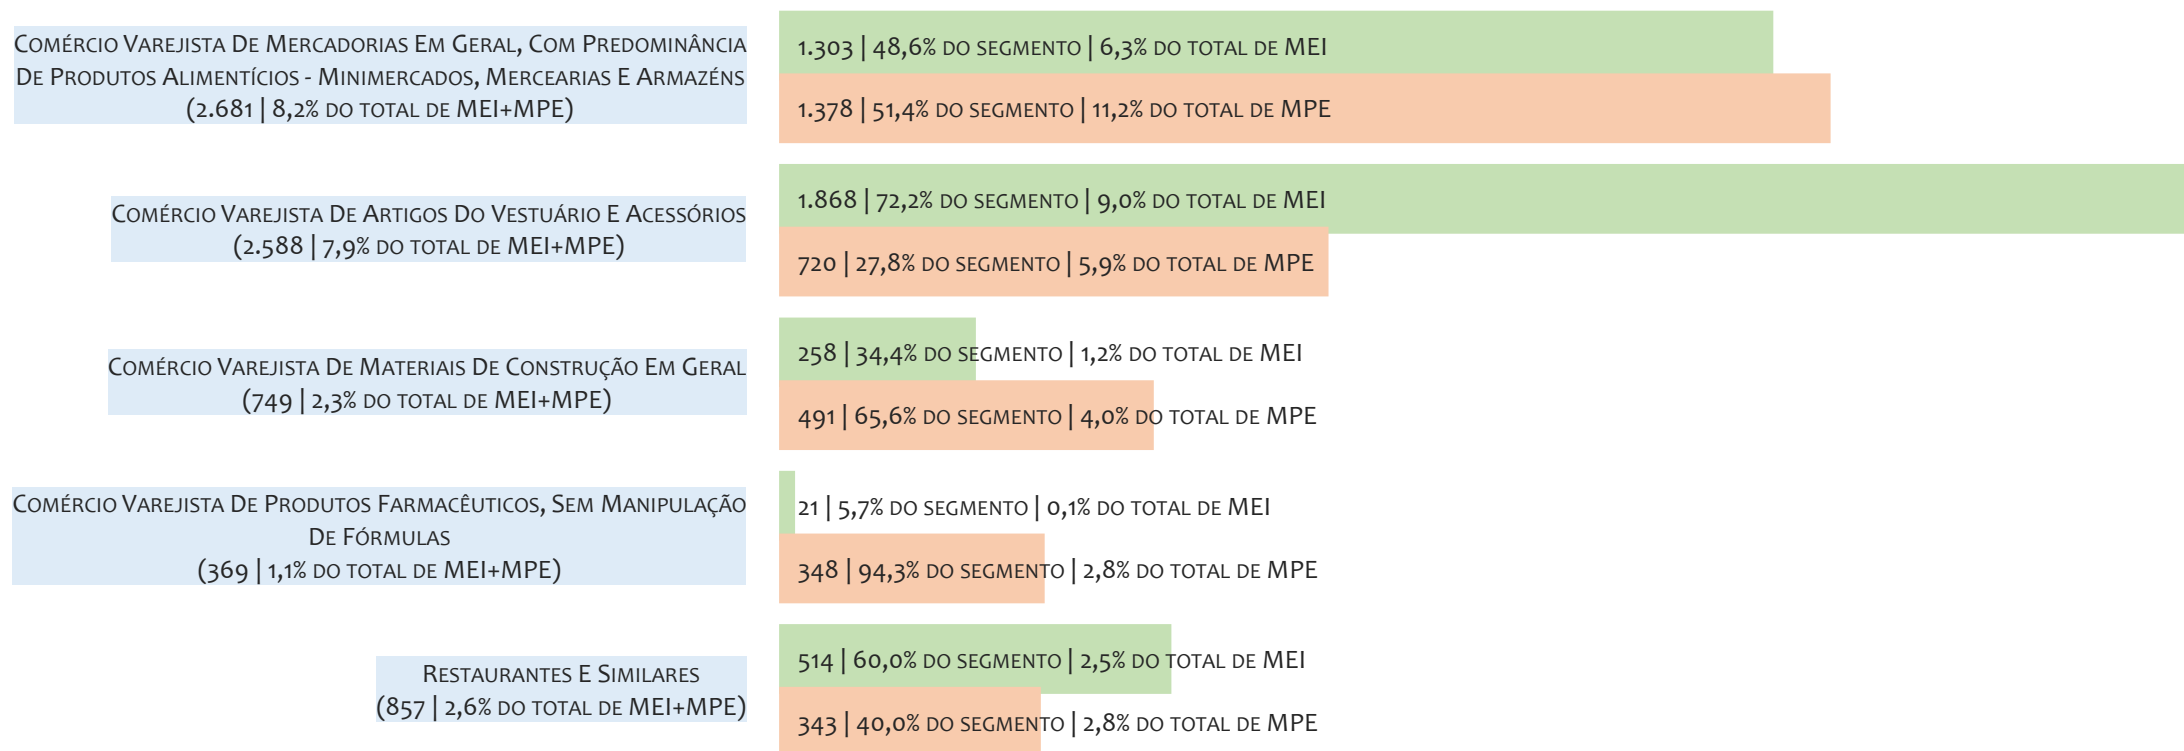 Comércio Varejista De Mercadorias Em Geral, Com Predominância
De Produtos Alimentícios - Minimercados, Mercearias E Armazéns
(2.681 | 8,2% do total de MEI+MPE)
1.303 | 48,6% do segmento | 6,3% do total de MEI
1.378 | 51,4% do segmento | 11,2% do total de MPE
Comércio Varejista De Artigos Do Vestuário E Acessórios
(2.588 | 7,9% do total de MEI+MPE)
1.868 | 72,2% do segmento | 9,0% do total de MEI
720 | 27,8% do segmento | 5,9% do total de MPE
Comércio Varejista De Materiais De Construção Em Geral
(749 | 2,3% do total de MEI+MPE)
258 | 34,4% do segmento | 1,2% do total de MEI
491 | 65,6% do segmento | 4,0% do total de MPE
Comércio Varejista De Produtos Farmacêuticos, Sem Manipulação
De Fórmulas
(369 | 1,1% do total de MEI+MPE)
21 | 5,7% do segmento | 0,1% do total de MEI
348 | 94,3% do segmento | 2,8% do total de MPE
Restaurantes E Similares
(857 | 2,6% do total de MEI+MPE)
514 | 60,0% do segmento | 2,5% do total de MEI
343 | 40,0% do segmento | 2,8% do total de MPE